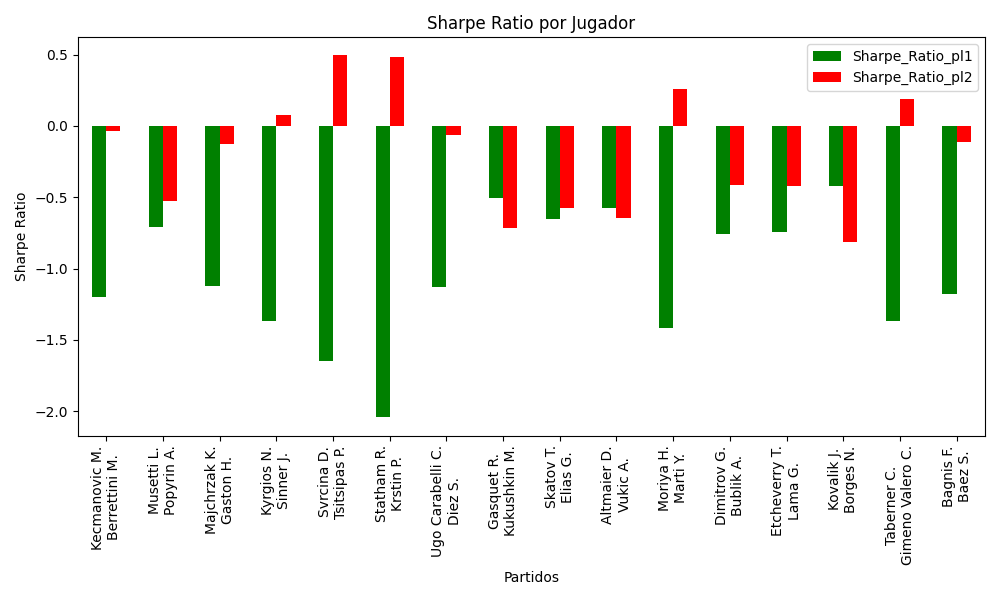 Sharpe Ratio por Jugador
Sharpe_Ratio_pl1
Sharpe_Ratio_pl2
Sharpe Ratio
0.5
0.0
−0.5
−1.0
−1.5
−2.0
Kecmanovic M.
Berrettini M.
Musetti L.
Popyrin A.
Majchrzak K.
Gaston H.
Kyrgios N.
Sinner J.
Svrcina D.
Tsitsipas P.
Statham R.
Krstin P.
Ugo Carabelli C.
Diez S.
Gasquet R.
Kukushkin M.
Skatov T.
Elias G.
Altmaier D.
Vukic A.
Moriya H.
Marti Y.
Dimitrov G.
Bublik A.
Etcheverry T.
Lama G.
Kovalik J.
Borges N.
Taberner C.
Gimeno Valero C.
Bagnis F.
Baez S.
Partidos